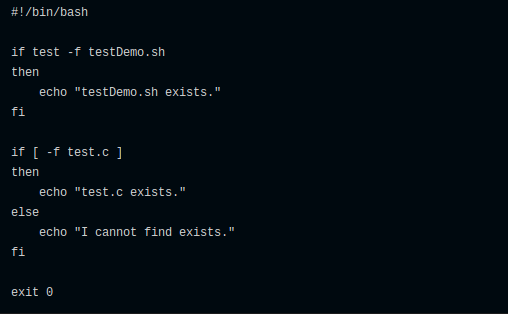 #!/bin/bash
if test -f testDemo.sh
then
echo "testDemo.sh exists."
fi
if [ -f test.c ]
then
echo "test.c exists."
else
echo "I cannot find exists."
fi
exit 0